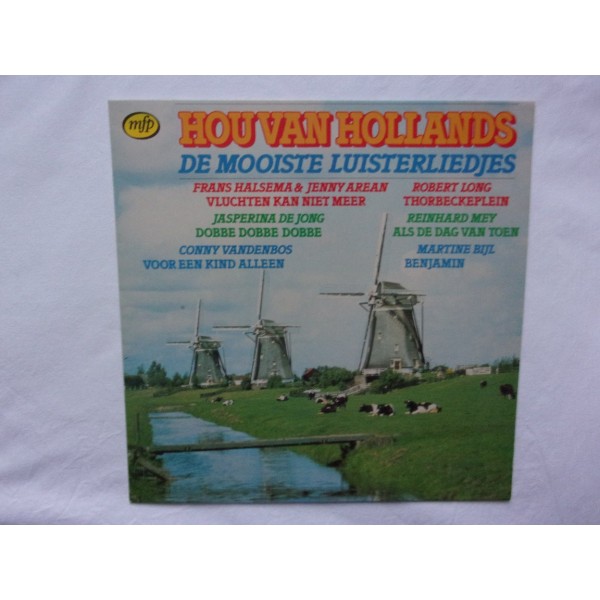 mfp
HOU VAN HOLLANDS
DE MOOISTE LUISTERLIEDJES
FRANS HALSEMA & JENNY AREAN
VLUCHTEN KAN NIET MEER
ROBERT LONG
THORBECKEPLEIN
JASPERINA DE JONG
DOBBE DOBBE DOBBE
REINHARD MEY
ALS DE DAG VAN TOEN
CONNY VANDENBOS
VOOR EEN KIND ALLEEN
MARTINE BIJL
BENJAMIN